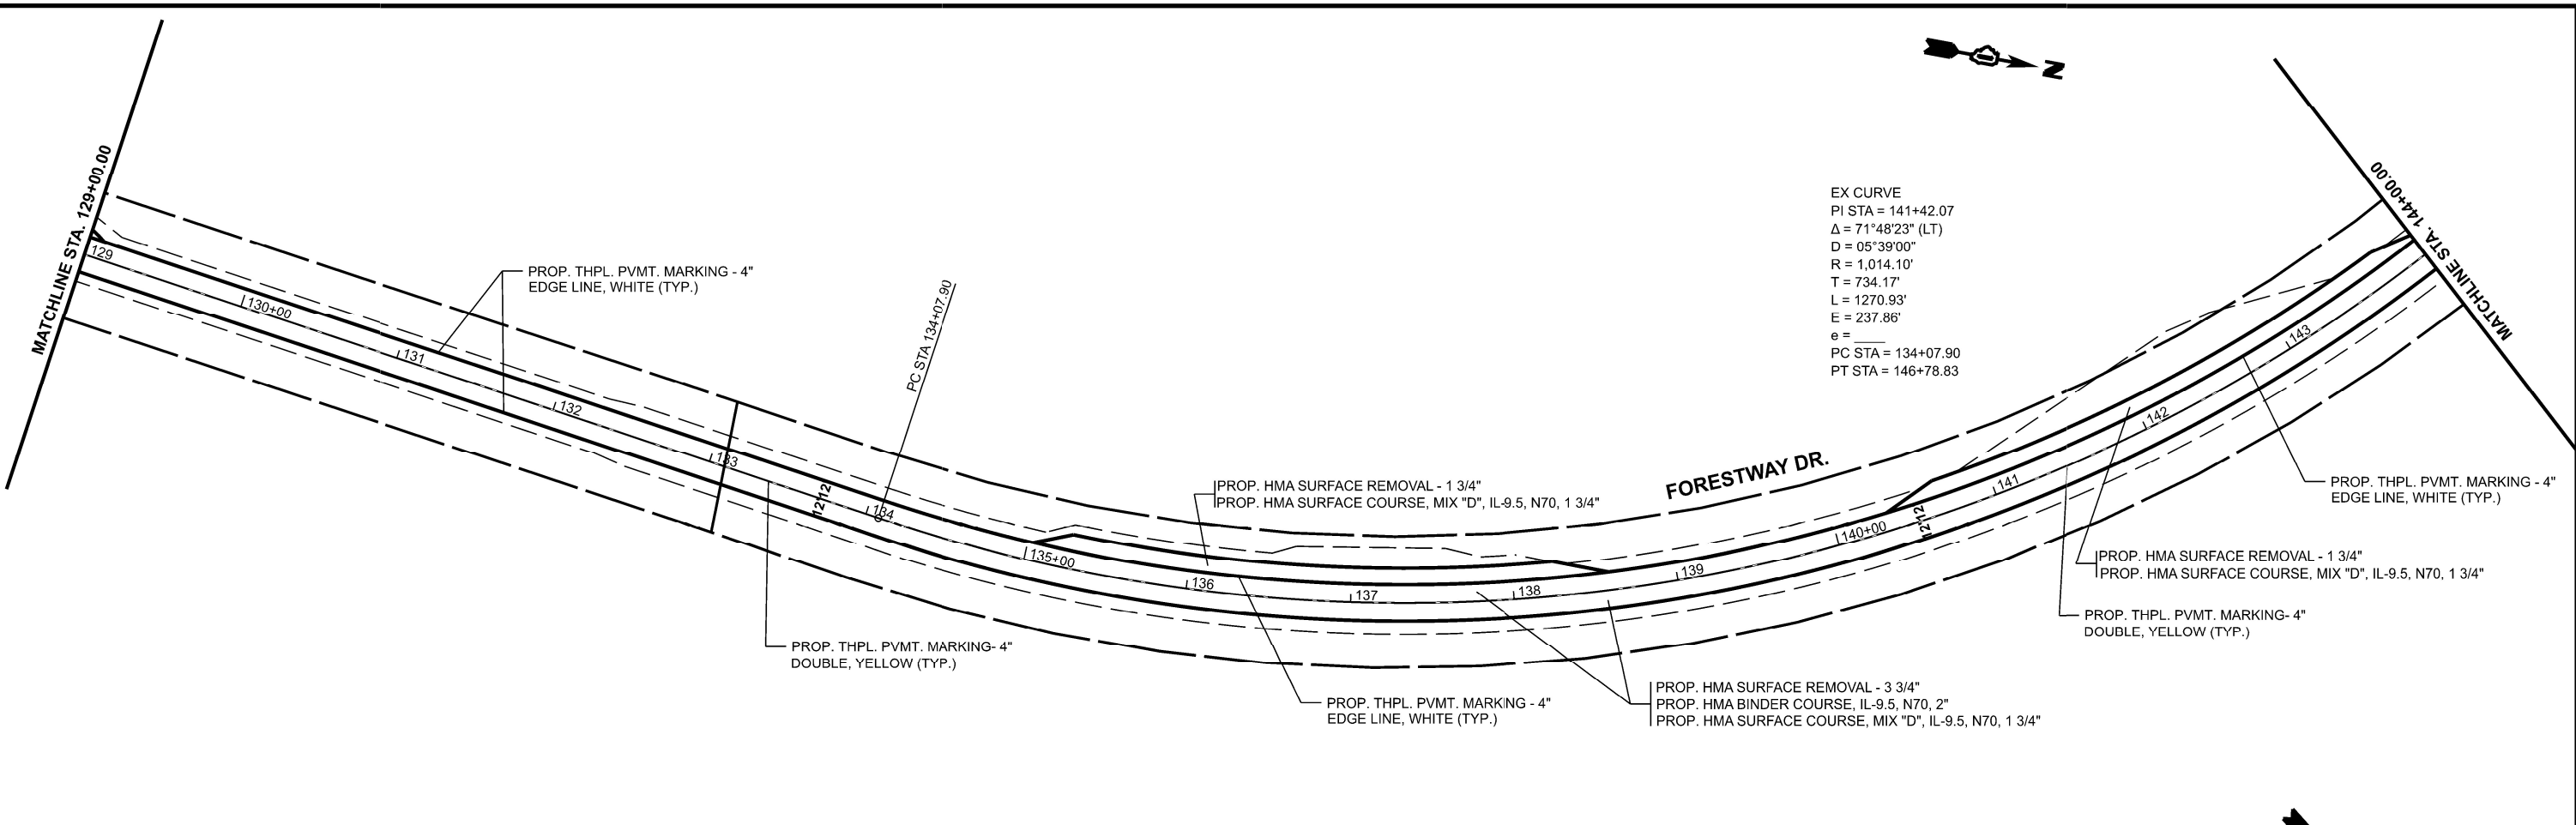 N
MATCHLINE STA. 129+00.00
MATCHLINE STA. 144+00.00
EX CURVE
PI STA = 141+42.07
Δ = 71°48'23" (LT)
D = 05°39'00"
R = 1,014.10'
T = 734.17'
L = 1270.93'
E = 237.86'
e = ____
PC STA = 134+07.90
PT STA = 146+78.83
129
130+00
131
132
133
134
135+00
136
137
138
139
140+00
141
142
143
PROP. THPL. PVMT. MARKING - 4"
EDGE LINE, WHITE (TYP.)
PC STA 134+07.90
12' 12'
FORESTWAY DR.
PROP. HMA SURFACE REMOVAL - 1 3/4"
PROP. HMA SURFACE COURSE, MIX "D", IL-9.5, N70, 1 3/4"
12' 12'
PROP. THPL. PVMT. MARKING - 4"
EDGE LINE, WHITE (TYP.)
PROP. HMA SURFACE REMOVAL - 1 3/4"
PROP. HMA SURFACE COURSE, MIX "D", IL-9.5, N70, 1 3/4"
PROP. THPL. PVMT. MARKING- 4"
DOUBLE, YELLOW (TYP.)
PROP. THPL. PVMT. MARKING- 4"
DOUBLE, YELLOW (TYP.)
PROP. THPL. PVMT. MARKING - 4"
EDGE LINE, WHITE (TYP.)
PROP. HMA SURFACE REMOVAL - 3 3/4"
PROP. HMA BINDER COURSE, IL-9.5, N70, 2"
PROP. HMA SURFACE COURSE, MIX "D", IL-9.5, N70, 1 3/4"